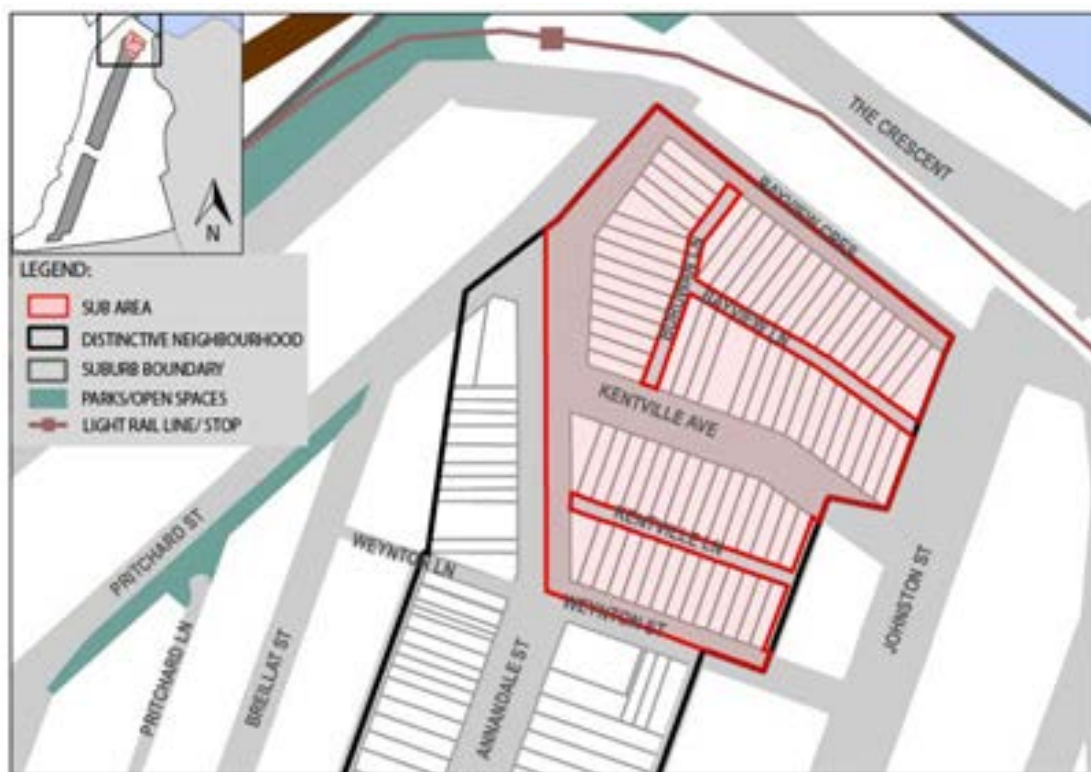 N
LEGEND:
SUB AREA
DISTINCTIVE NEIGHBOURHOOD
SUBURB BOUNDARY
PARKS/OPEN SPACES
LIGHT RAIL LINE/ STOP
THE CRESCENT
BAYVIEW CRES
BAYVIEW LN
KENTVILLE AVE
KENTVILLE LN
WEYNTON ST
WEYNTON LN
PRITCHARD ST
PRITCHARD LN
BREILLAT ST
ANNANDALE ST
JOHNSTON ST